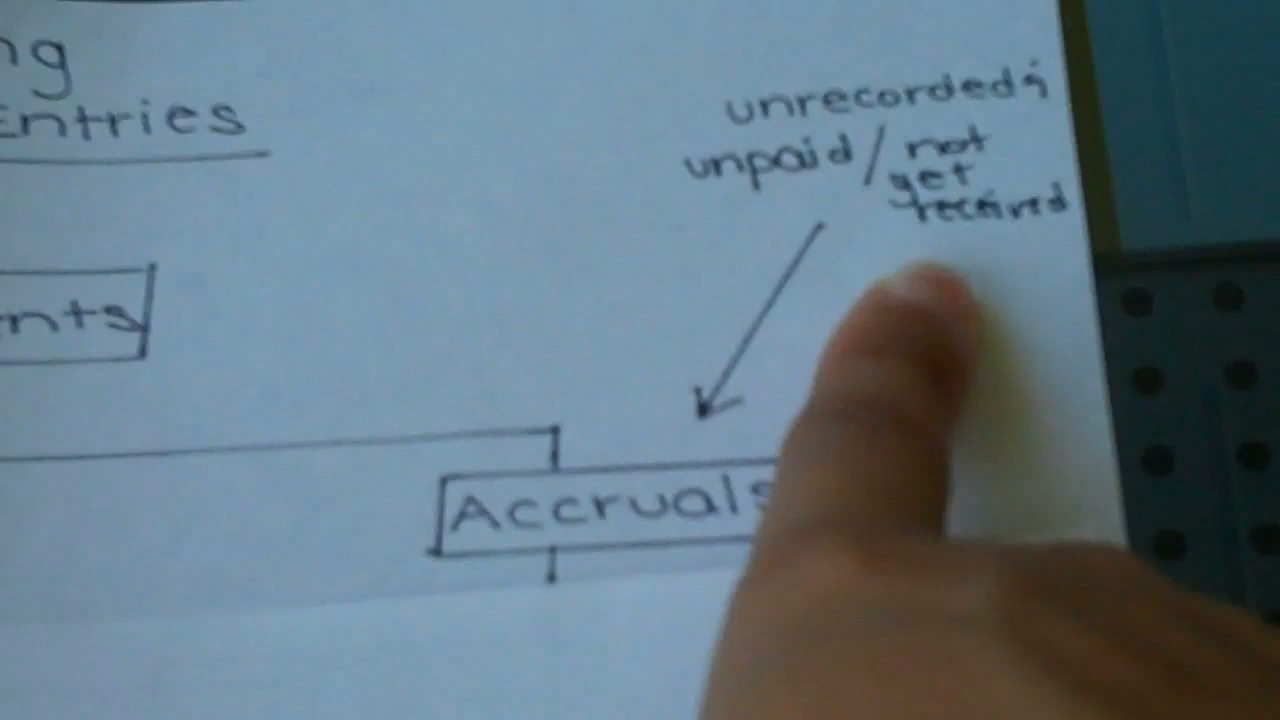 ng
Entries
unrecorded;
unpaid / not
yet
received
nts
Accruals